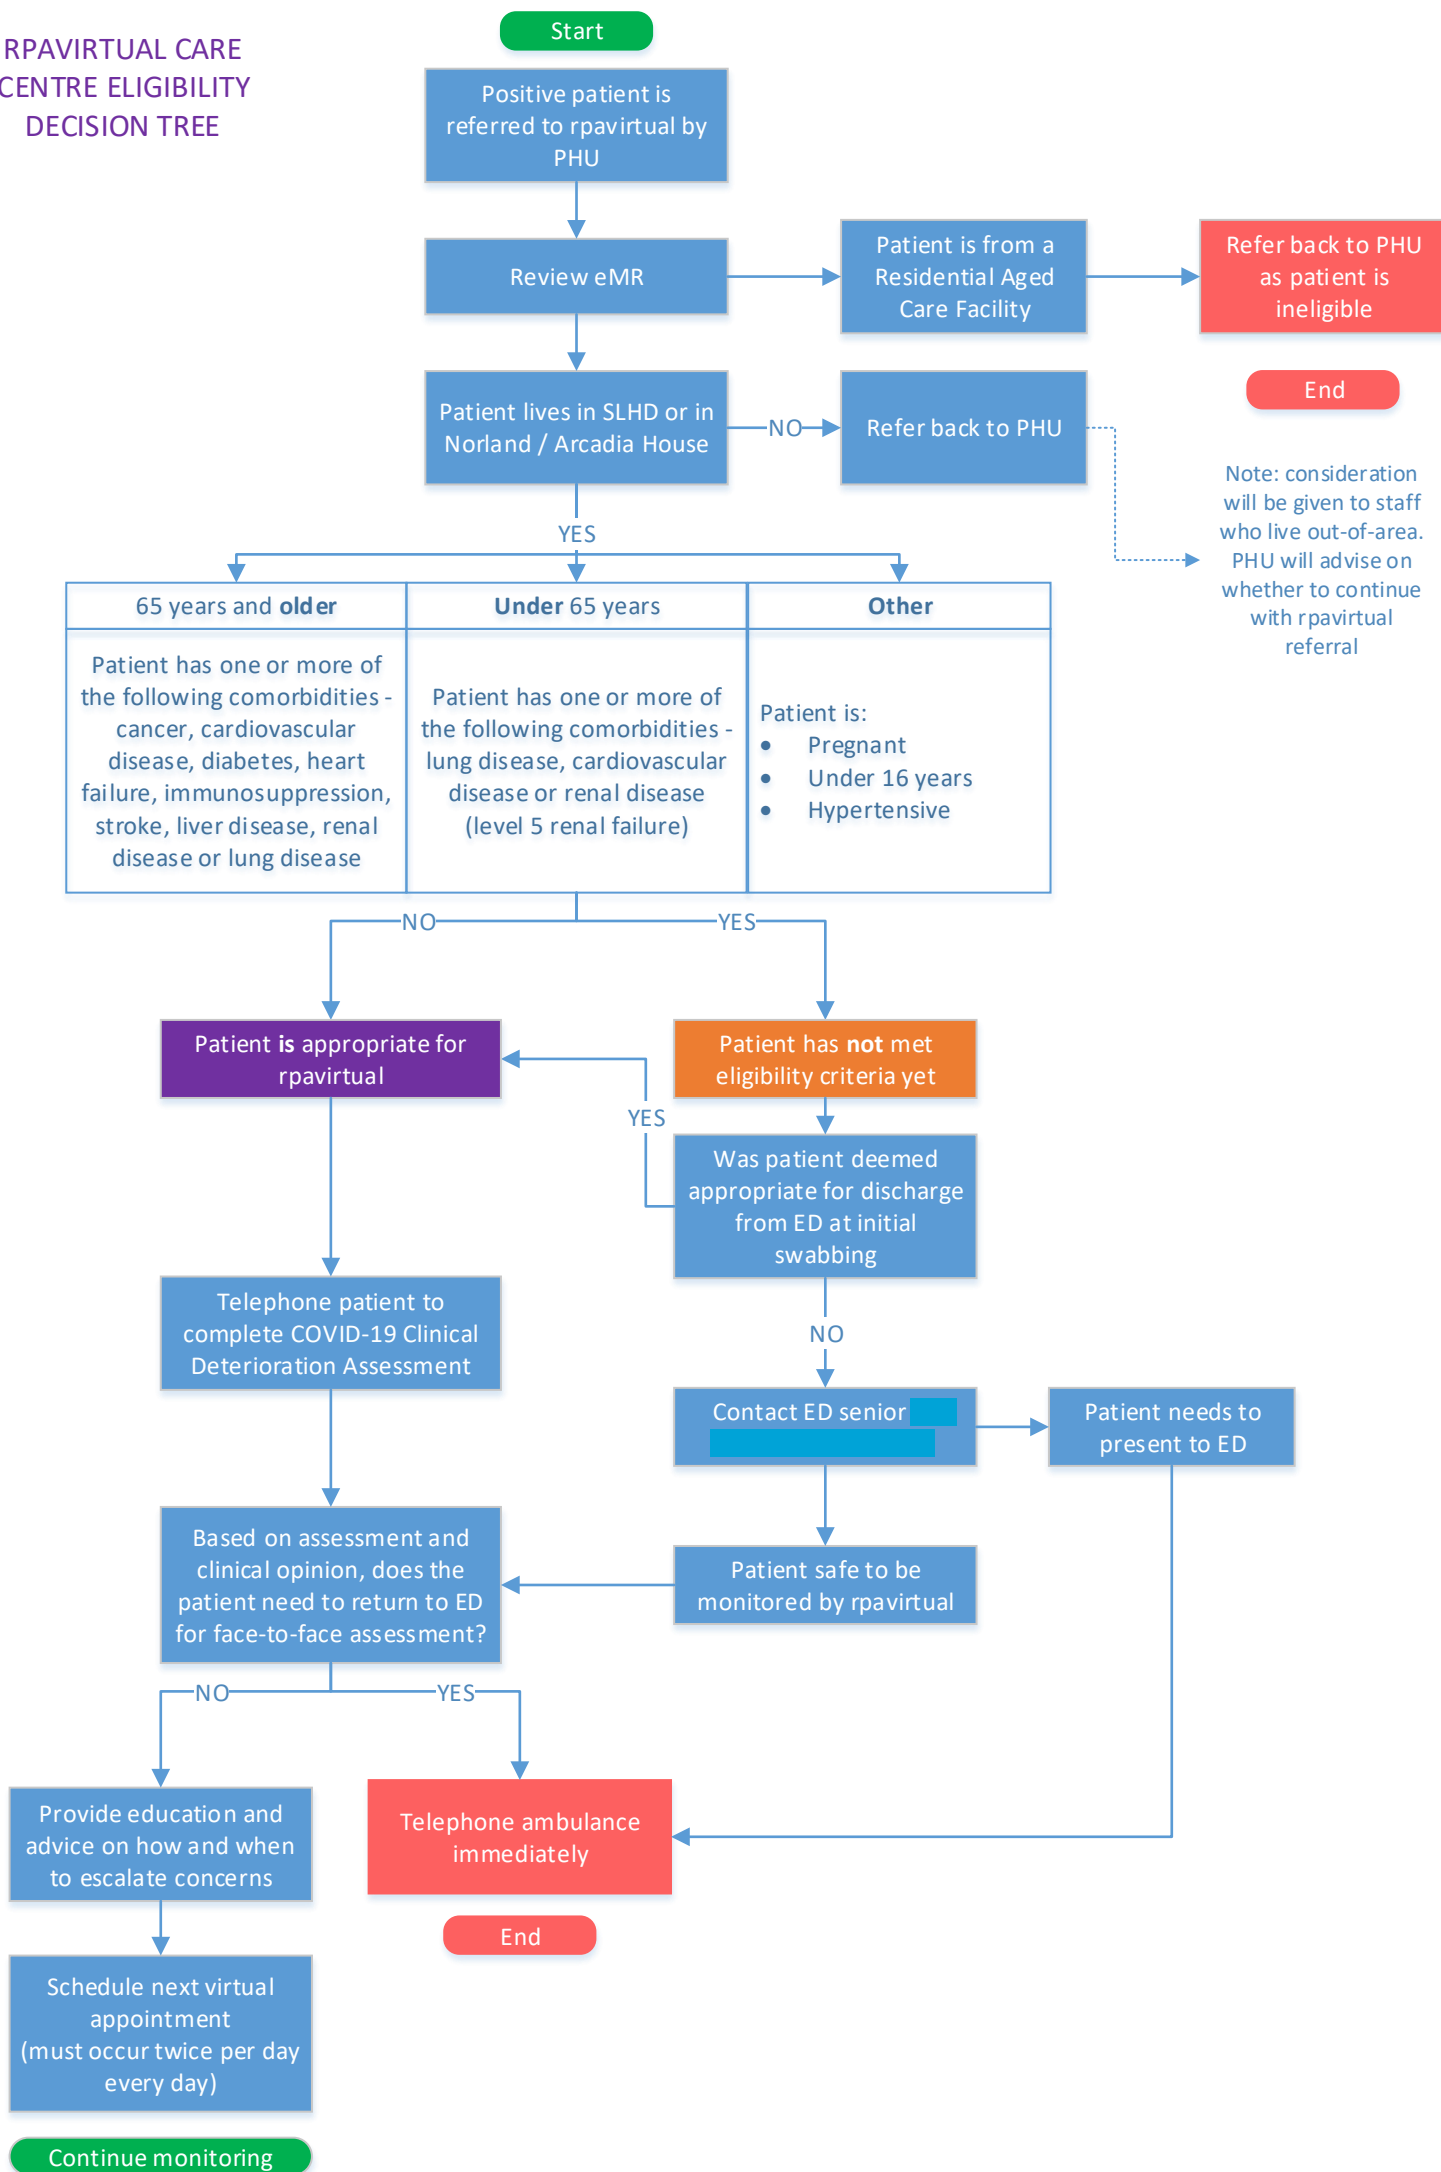 Start
RPAVIRTUAL CARE
CENTRE ELIGIBILITY
DECISION TREE
Positive patient is
referred to rpavirtual by
PHU
Review eMR
Patient is from a
Residential Aged
Care Facility
Refer back to PHU
as patient is
ineligible
End
Patient lives in SLHD or in
Norland / Arcadia House
NO
Refer back to PHU
Note: consideration
will be given to staff
who live out-of-area.
PHU will advise on
whether to continue
with rpavirtual
referral
YES
65 years and older
Patient has one or more of
the following comorbidities -
cancer, cardiovascular
disease, diabetes, heart
failure, immunosuppression,
stroke, liver disease, renal
disease or lung disease
Under 65 years
Patient has one or more of
the following comorbidities -
lung disease, cardiovascular
disease or renal disease
(level 5 renal failure)
Other
Patient is:
• Pregnant
• Under 16 years
• Hypertensive
NO
YES
Patient is appropriate for
rpavirtual
Patient has not met
eligibility criteria yet
YES
Was patient deemed
appropriate for discharge
from ED at initial
swabbing
NO
Telephone patient to
complete COVID-19 Clinical
Deterioration Assessment
Contact ED senior
Patient needs to
present to ED
Based on assessment and
clinical opinion, does the
patient need to return to ED
for face-to-face assessment?
Patient safe to be
monitored by rpavirtual
NO
YES
Provide education and
advice on how and when
to escalate concerns
Telephone ambulance
immediately
End
Schedule next virtual
appointment
(must occur twice per day
every day)
Continue monitoring